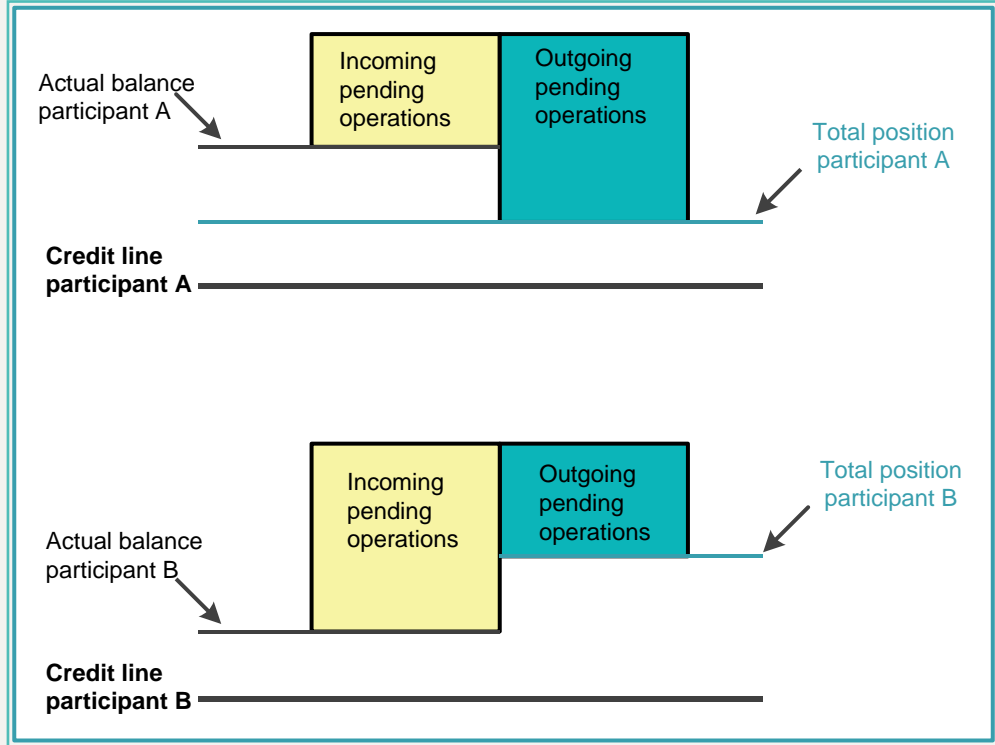 Actual balance
participant A
Incoming
pending
operations
Outgoing
pending
operations
Total position
participant A
Credit line
participant A
Actual balance
participant B
Incoming
pending
operations
Outgoing
pending
operations
Total position
participant B
Credit line
participant B